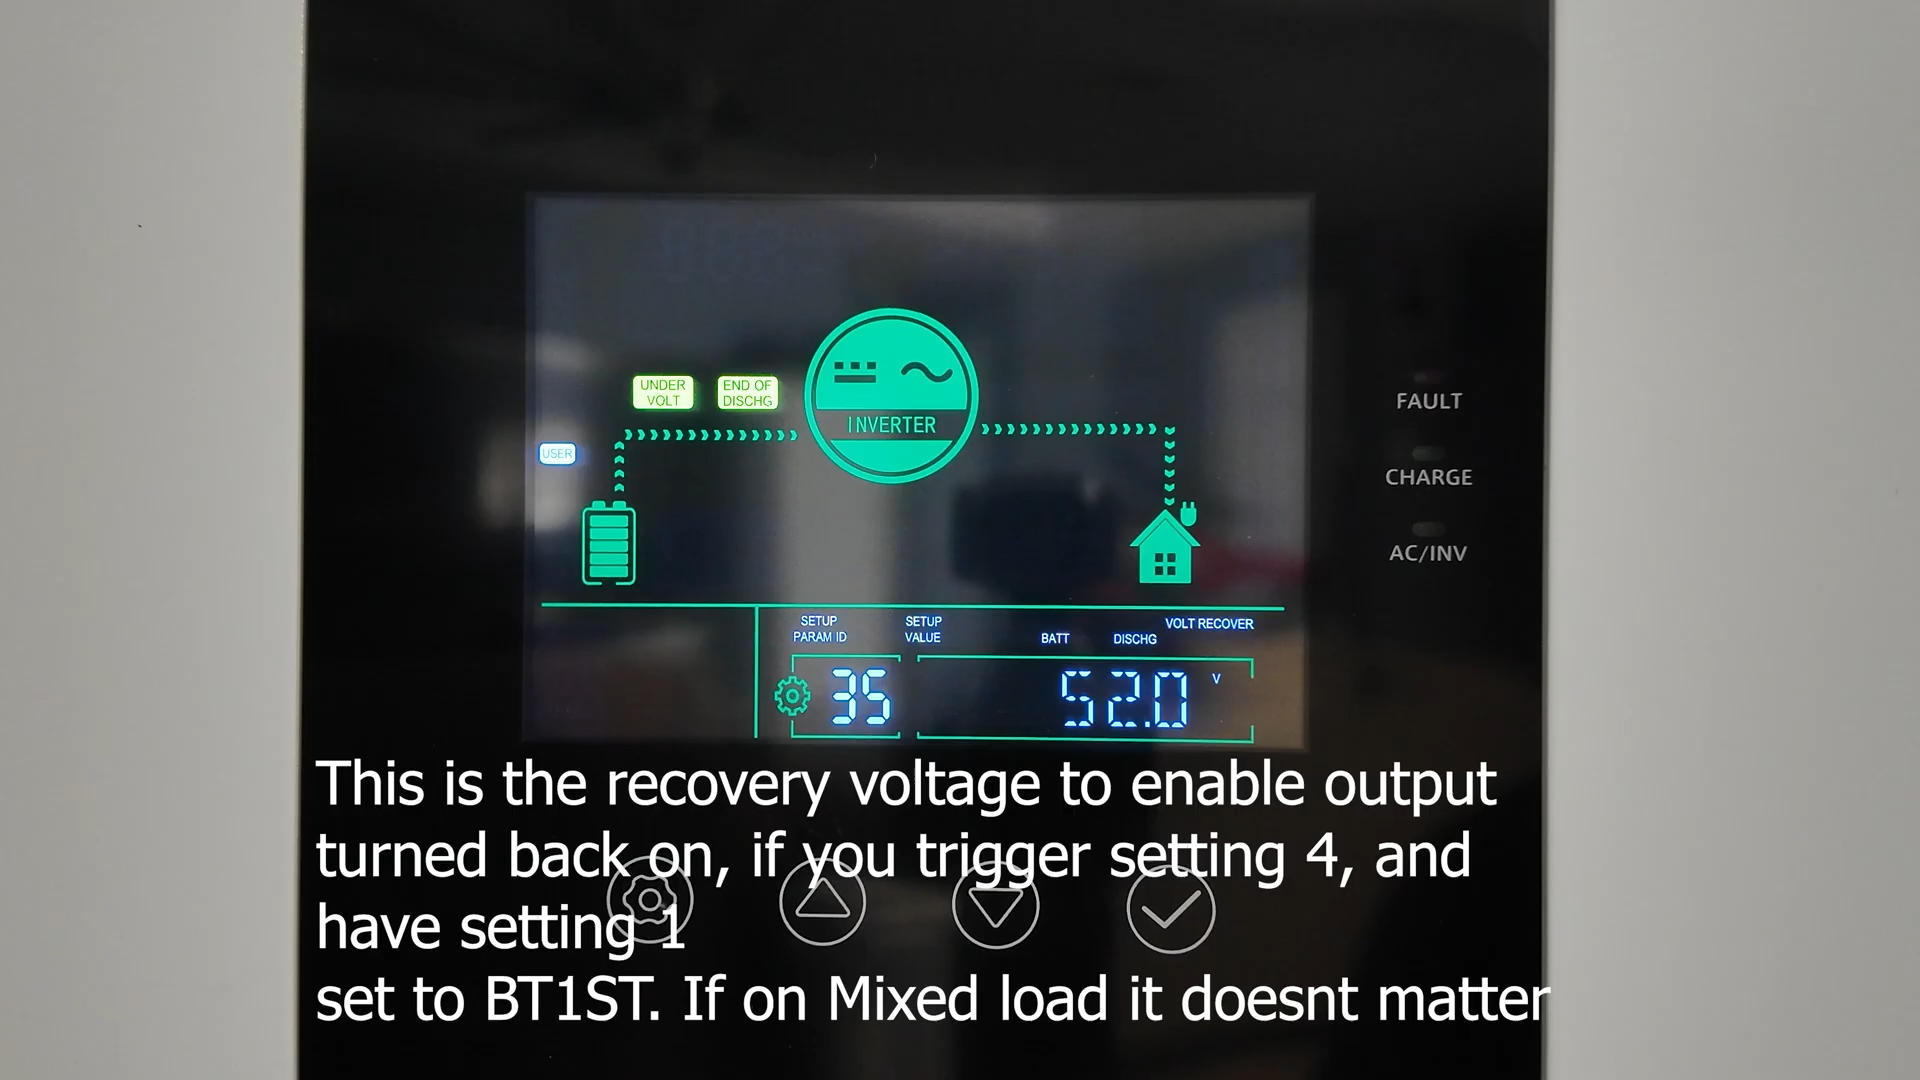 UNDER
VOLT
END OF
DISCHG
INVERTER
USER
FAULT
CHARGE
AC/INV
SETUP
PARAM ID
SETUP
VALUE
BATT
DISCHG
VOLT RECOVER
35
52.0 V
This is the recovery voltage to enable output
turned back on, if you trigger setting 4, and
have setting 1
set to BT1ST. If on Mixed load it doesnt matter